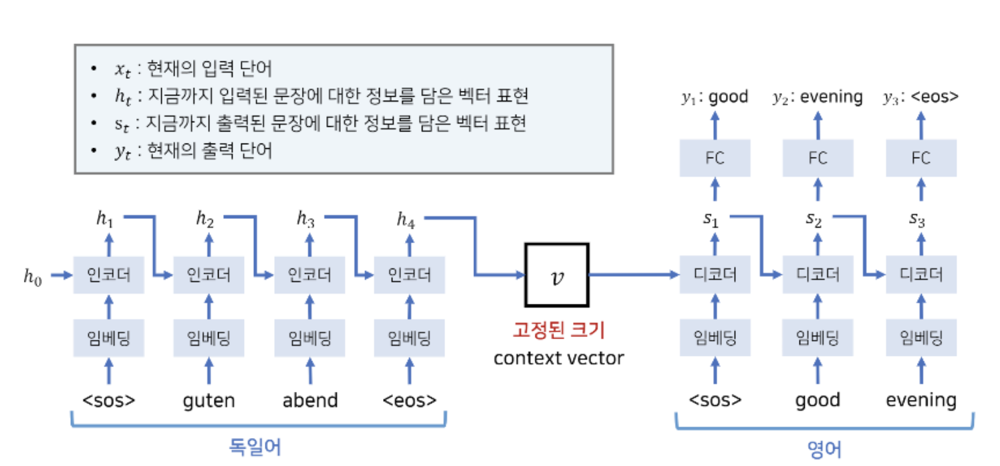 • x_t : 현재의 입력 단어
• h_t : 지금까지 입력된 문장에 대한 정보를 담은 벡터 표현
• s_t : 지금까지 출력된 문장에 대한 정보를 담은 벡터 표현
• y_t : 현재의 출력 단어
y_1: good y_2: evening y_3: <eos>
FC FC FC
h_1 h_2 h_3 h_4 s_1 s_2 s_3
h_0 인코더 인코더 인코더 인코더 v 디코더 디코더 디코더
임베딩 임베딩 임베딩 임베딩 고정된 크기 임베딩 임베딩 임베딩
context vector
<sos> guten abend <eos> <sos> good evening
독일어 영어